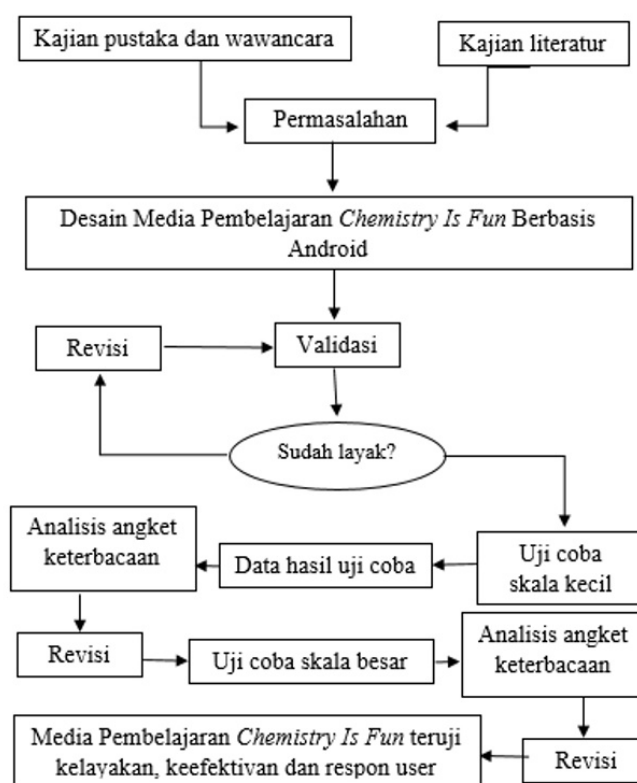 Kajian pustaka dan wawancara
Kajian literatur
Permasalahan
Desain Media Pembelajaran Chemistry Is Fun Berbasis
Android
Revisi
Validasi
Sudah layak?
Analisis angket
keterbacaan
Data hasil uji coba
Uji coba
skala kecil
Revisi
Uji coba skala besar
Analisis angket
keterbacaan
Media Pembelajaran Chemistry Is Fun teruji
kelayakan, keefektivan dan respon user
Revisi